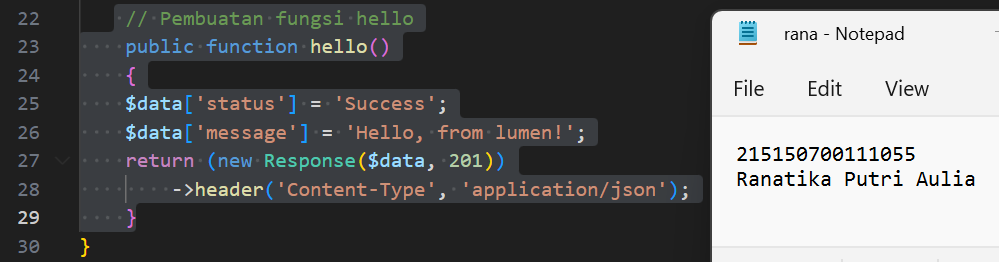 22 // Pembuatan fungsi hello
23 public function hello()
24 {
25 $data['status'] = 'Success';
26 $data['message'] = 'Hello, from lumen!';
27 return (new Response($data, 201))
28 ->header('Content-Type', 'application/json');
29 }
30 }
rana - Notepad
File Edit View
215150700111055
Ranatika Putri Aulia